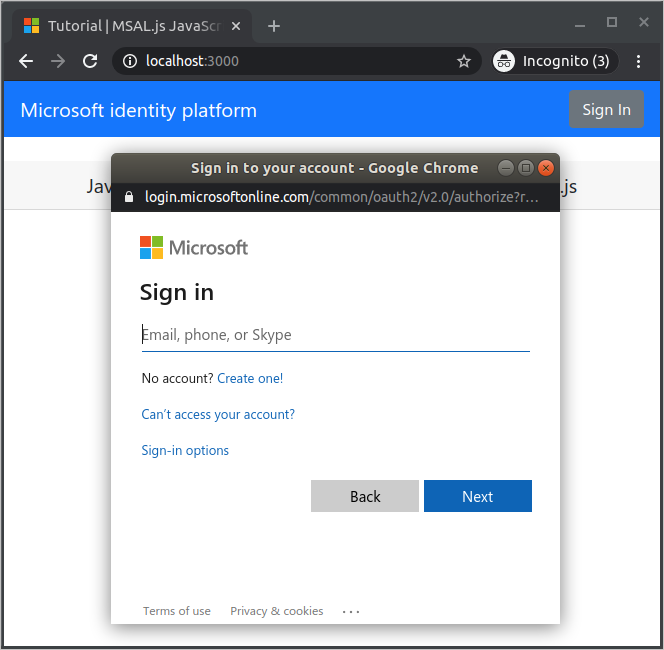 Tutorial | MSAL.js JavaScr
localhost:3000
Incognito (3)
Microsoft identity platform
Sign In
Jav
.js
Sign in to your account - Google Chrome
login.microsoftonline.com/common/oauth2/v2.0/authorize?r...
Microsoft
Sign in
Email, phone, or Skype
No account? Create one!
Can't access your account?
Sign-in options
Back
Next
Terms of use
Privacy & cookies
...